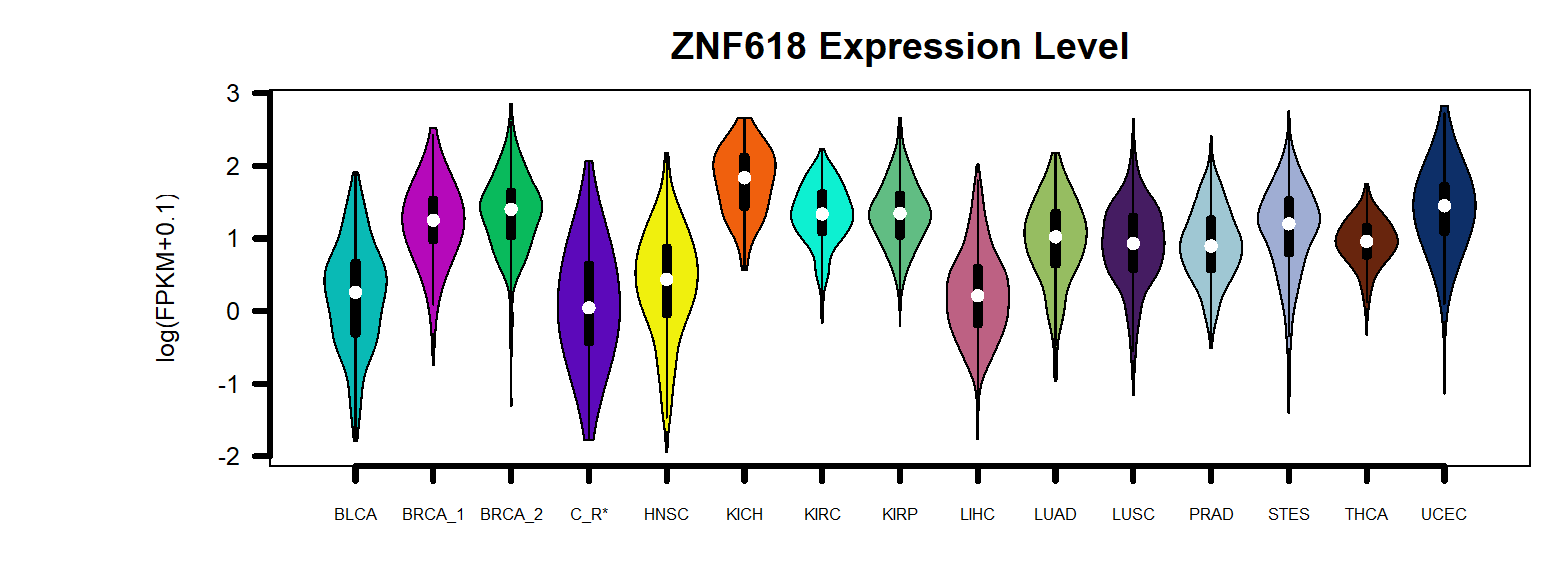 ZNF618 Expression Level
log(FPKM+0.1)
3
2
1
0
-1
-2
BLCA BRCA_1 BRCA_2 C_R* HNSC KICH KIRC KIRP LIHC LUAD LUSC PRAD STES THCA UCEC